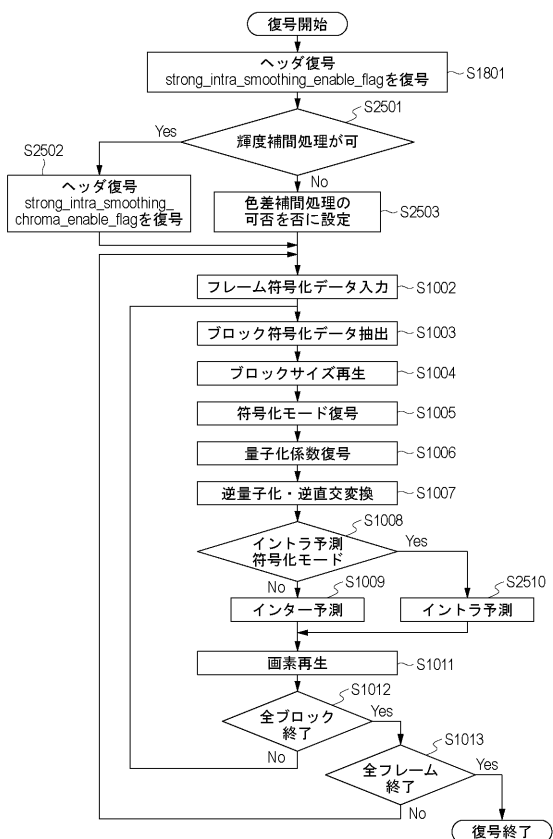 復号開始
ヘッダ復号
strong_intra_smoothing_enable_flagを復号
S1801
S2501
輝度補間処理が可
Yes
No
S2502
ヘッダ復号
strong_intra_smoothing_
chroma_enable_flagを復号
色差補間処理の
可否を否に設定
S2503
フレーム符号化データ入力
S1002
ブロック符号化データ抽出
S1003
ブロックサイズ再生
S1004
符号化モード復号
S1005
量子化係数復号
S1006
逆量子化・逆直交変換
S1007
S1008
イントラ予測
符号化モード
Yes
No
S1009
インター予測
S2510
イントラ予測
画素再生
S1011
S1012
全ブロック
終了
Yes
No
S1013
全フレーム
終了
Yes
No
復号終了